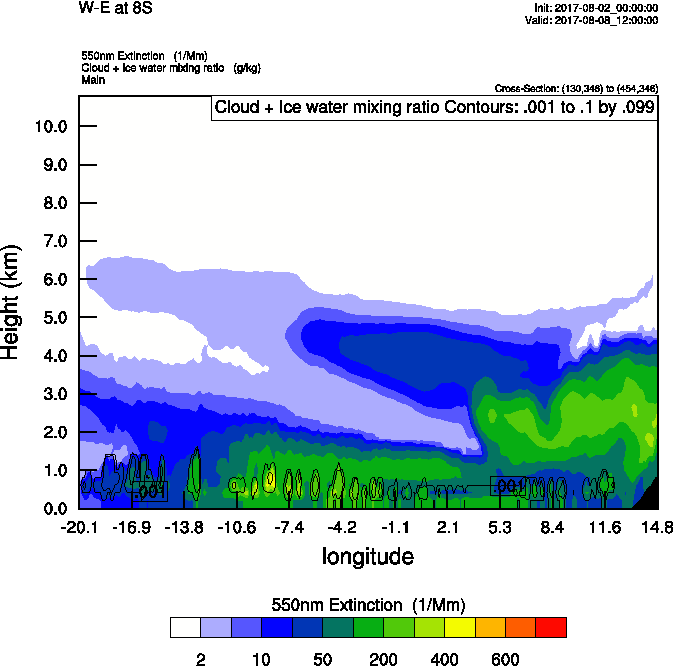 W-E at 8S
Init: 2017-08-02_00:00:00
Valid: 2017-08-08_12:00:00
550nm Extinction (1/Mm)
Cloud + Ice water mixing ratio (g/kg)
Main
Cross-Section: (130,346) to (454,346)
Cloud + Ice water mixing ratio Contours: .001 to .1 by .099
10.0
9.0
8.0
7.0
6.0
5.0
4.0
3.0
2.0
1.0
0.0
Height (km)
.001
.001
-20.1 -16.9 -13.8 -10.6 -7.4 -4.2 -1.1 2.1 5.3 8.4 11.6 14.8
longitude
550nm Extinction (1/Mm)
2 10 50 200 400 600